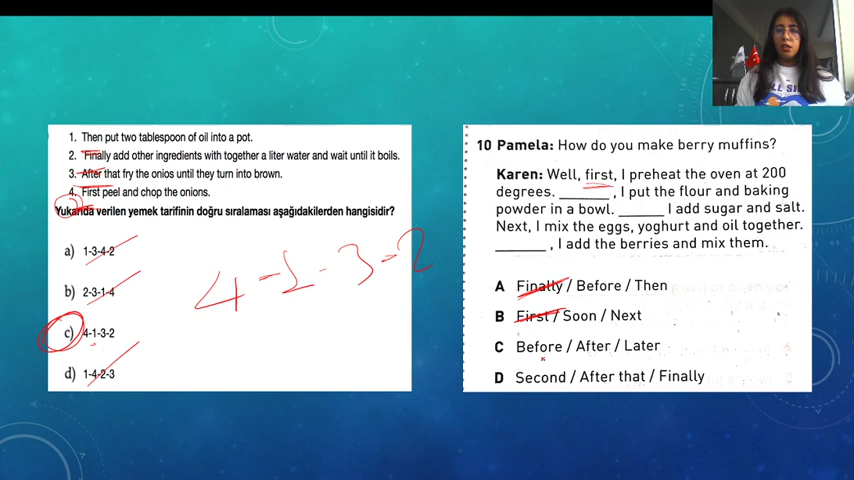 1. Then put two tablespoon of oil into a pot.
2. Finally add other ingredients with together a liter water and wait until it boils.
3. After that fry the onios until they turn into brown.
4. First peel and chop the onions.
Yukarıda verilen yemek tarifinin doğru sıralaması aşağıdakilerden hangisidir?
a) 1-3-4-2
b) 2-3-1-4
c) 4-1-3-2
d) 1-4-2-3
4-1-3-2
10 Pamela: How do you make berry muffins?
Karen: Well, first, I preheat the oven at 200
degrees. ________, I put the flour and baking
powder in a bowl. _______ I add sugar and salt.
Next, I mix the eggs, yoghurt and oil together.
________, I add the berries and mix them.
A Finally / Before / Then
B First / Soon / Next
C Before / After / Later
D Second / After that / Finally